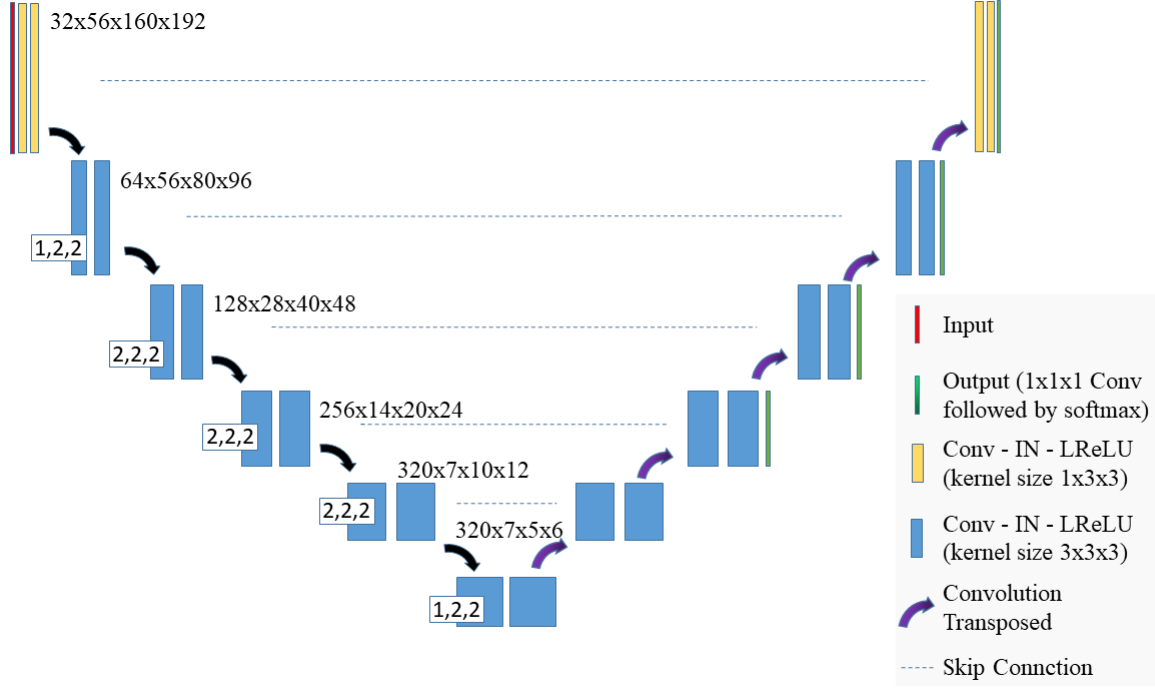 32x56x160x192
64x56x80x96
1,2,2
128x28x40x48
2,2,2
256x14x20x24
2,2,2
320x7x10x12
2,2,2
320x7x5x6
1,2,2
Input
Output (1x1x1 Conv
followed by softmax)
Conv - IN - LReLU
(kernel size 1x3x3)
Conv - IN - LReLU
(kernel size 3x3x3)
Convolution
Transposed
Skip Connction